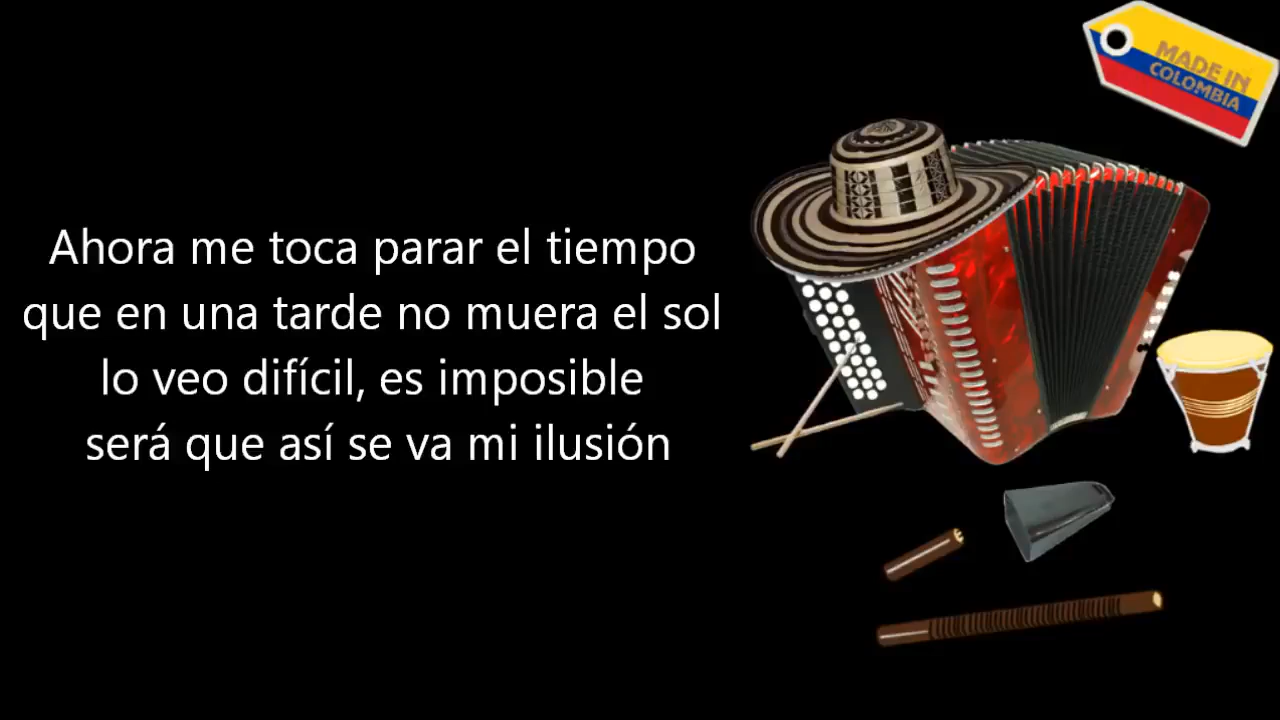 MADE IN
COLOMBIA
Ahora me toca parar el tiempo
que en una tarde no muera el sol
lo veo difícil, es imposible
será que así se va mi ilusión